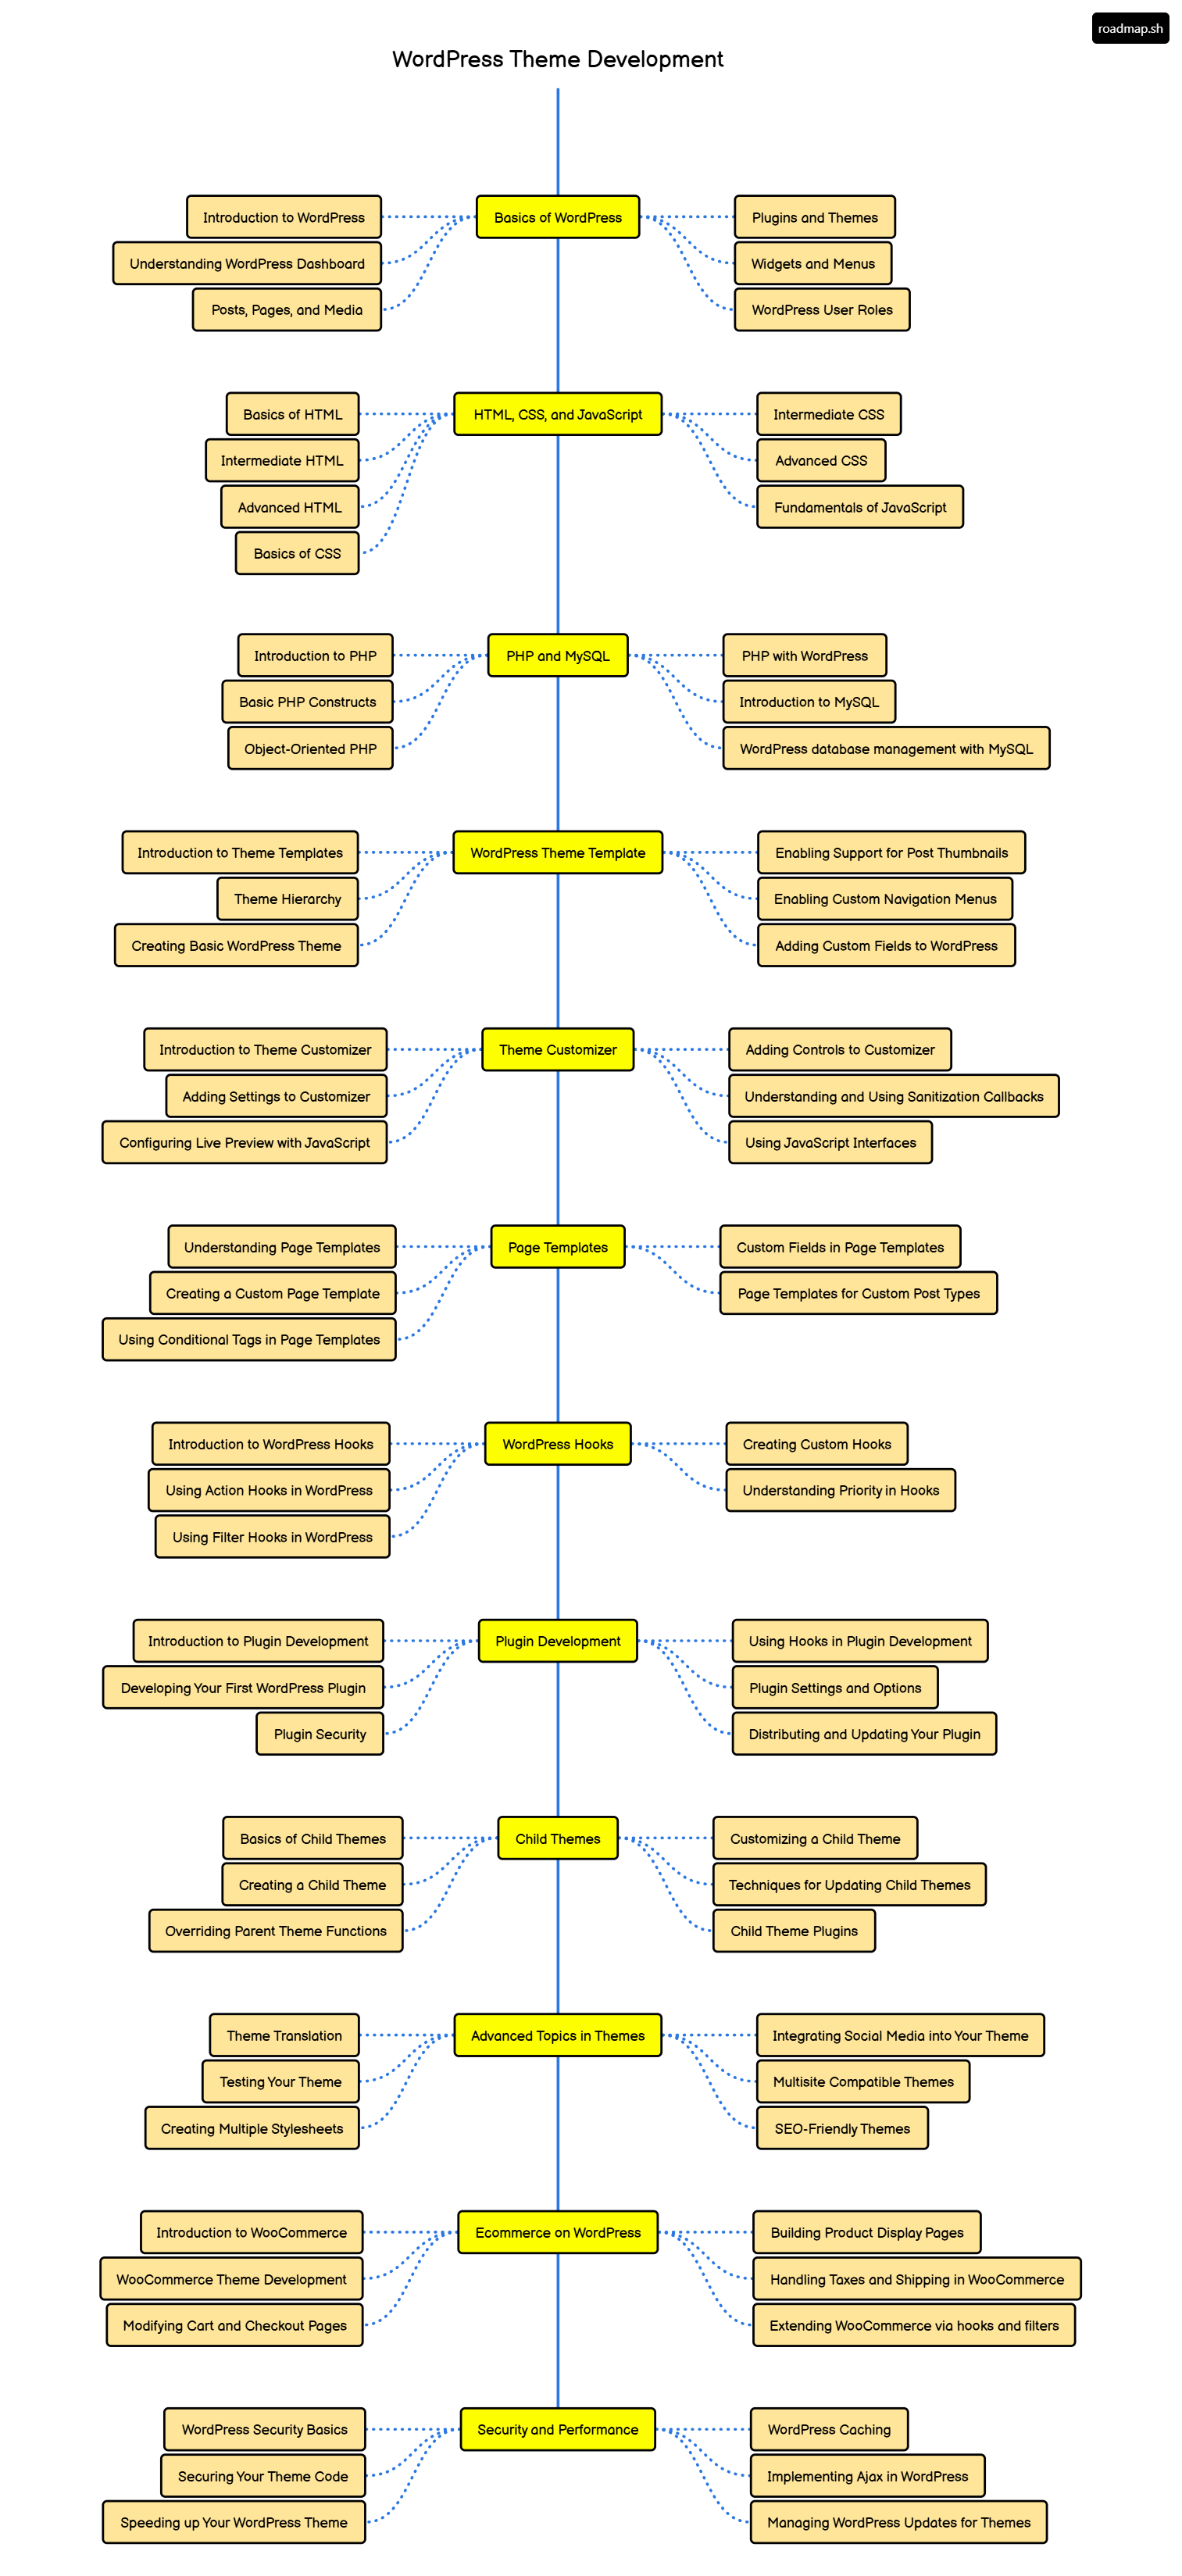 roadmap.sh
WordPress Theme Development
Basics of WordPress
Introduction to WordPress
Understanding WordPress Dashboard
Posts, Pages, and Media
Plugins and Themes
Widgets and Menus
WordPress User Roles
HTML, CSS, and JavaScript
Basics of HTML
Intermediate HTML
Advanced HTML
Basics of CSS
Intermediate CSS
Advanced CSS
Fundamentals of JavaScript
PHP and MySQL
Introduction to PHP
Basic PHP Constructs
Object-Oriented PHP
PHP with WordPress
Introduction to MySQL
WordPress database management with MySQL
WordPress Theme Template
Introduction to Theme Templates
Theme Hierarchy
Creating Basic WordPress Theme
Enabling Support for Post Thumbnails
Enabling Custom Navigation Menus
Adding Custom Fields to WordPress
Theme Customizer
Introduction to Theme Customizer
Adding Settings to Customizer
Configuring Live Preview with JavaScript
Adding Controls to Customizer
Understanding and Using Sanitization Callbacks
Using JavaScript Interfaces
Page Templates
Understanding Page Templates
Creating a Custom Page Template
Using Conditional Tags in Page Templates
Custom Fields in Page Templates
Page Templates for Custom Post Types
WordPress Hooks
Introduction to WordPress Hooks
Using Action Hooks in WordPress
Using Filter Hooks in WordPress
Creating Custom Hooks
Understanding Priority in Hooks
Plugin Development
Introduction to Plugin Development
Developing Your First WordPress Plugin
Plugin Security
Using Hooks in Plugin Development
Plugin Settings and Options
Distributing and Updating Your Plugin
Child Themes
Basics of Child Themes
Creating a Child Theme
Overriding Parent Theme Functions
Customizing a Child Theme
Techniques for Updating Child Themes
Child Theme Plugins
Advanced Topics in Themes
Theme Translation
Testing Your Theme
Creating Multiple Stylesheets
Integrating Social Media into Your Theme
Multisite Compatible Themes
SEO-Friendly Themes
Ecommerce on WordPress
Introduction to WooCommerce
WooCommerce Theme Development
Modifying Cart and Checkout Pages
Building Product Display Pages
Handling Taxes and Shipping in WooCommerce
Extending WooCommerce via hooks and filters
Security and Performance
WordPress Security Basics
Securing Your Theme Code
Speeding up Your WordPress Theme
WordPress Caching
Implementing Ajax in WordPress
Managing WordPress Updates for Themes